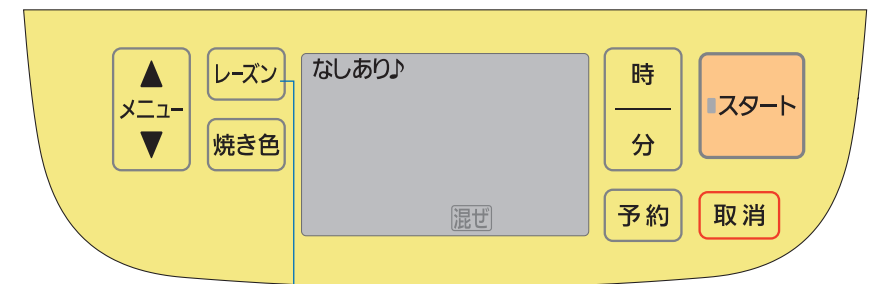 メニュー
レーズン
焼き色
なしあり♪
混ぜ
時
分
予約
スタート
取消